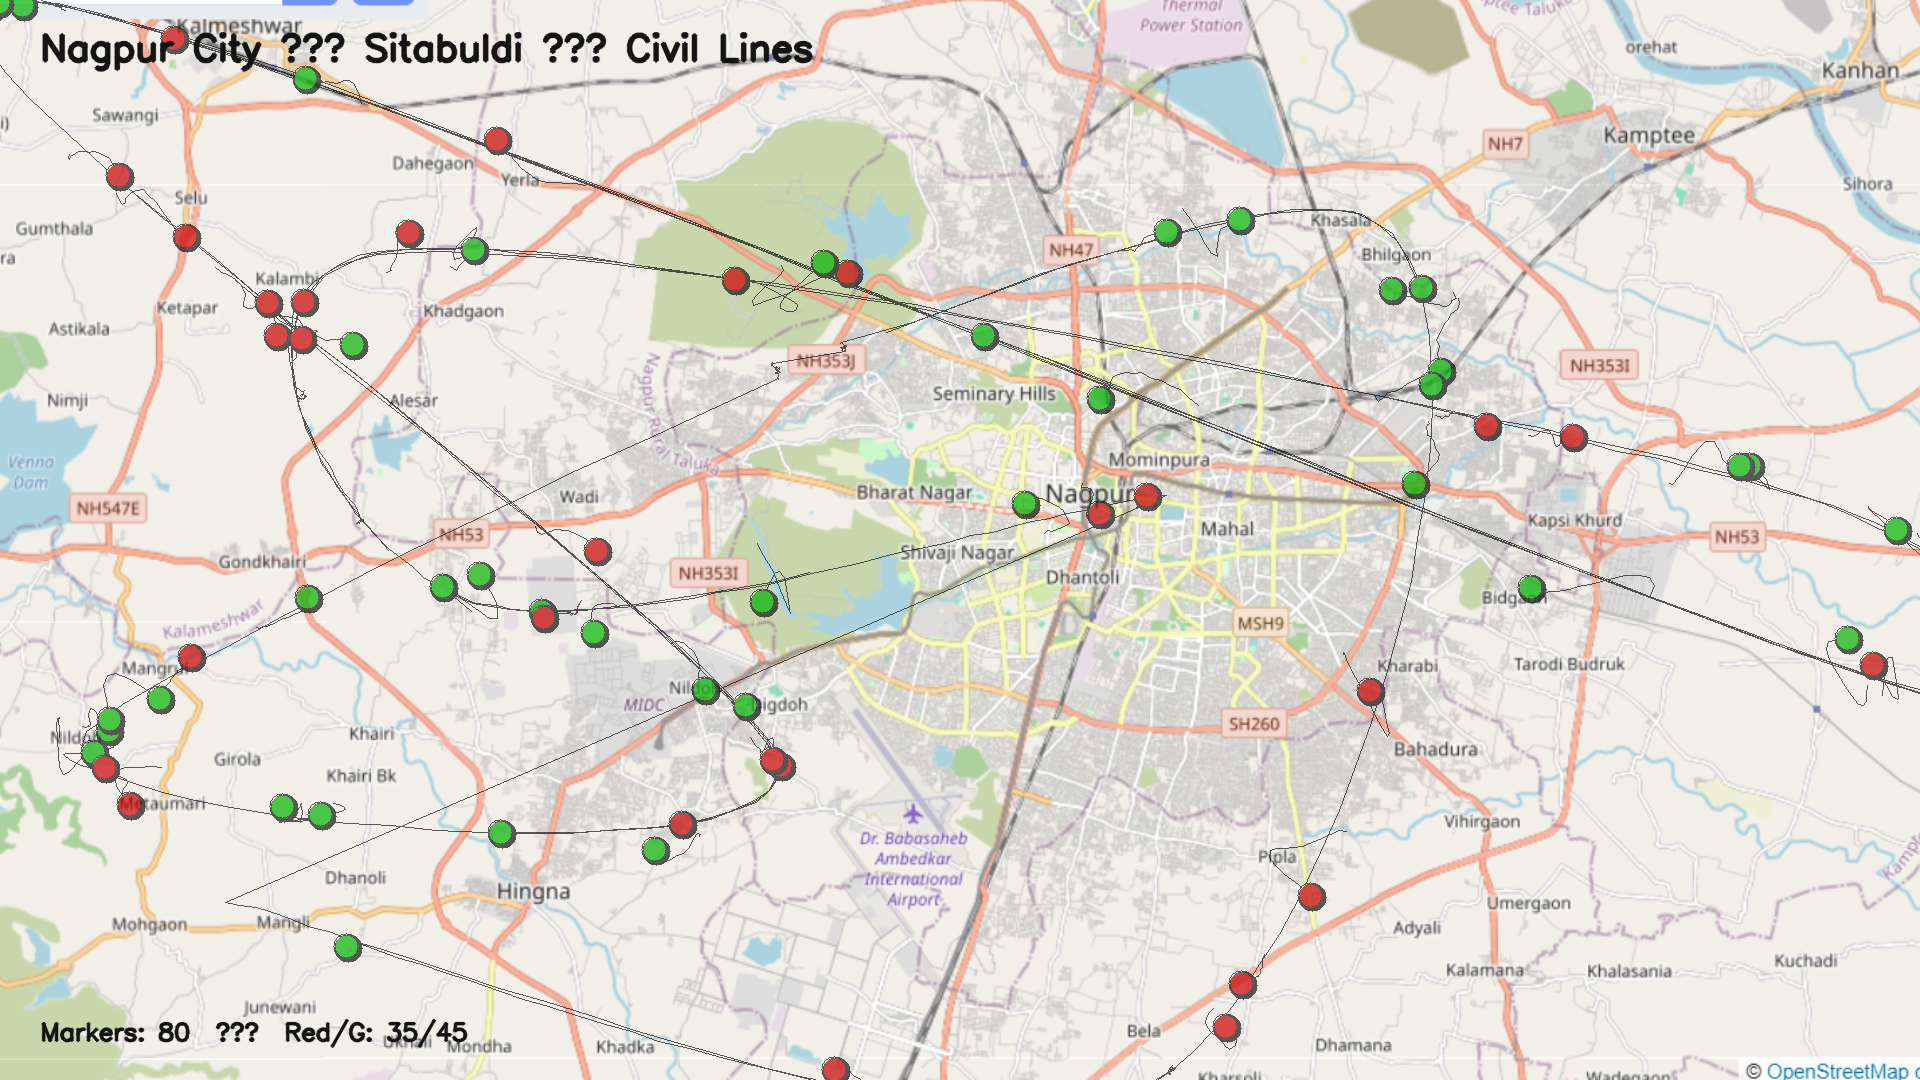 Kalmeshwar
Nagpur City ??? Sitabuldi ??? Civil Lines
Thermal
Power Station
orehat
Kanhan
Sawangi
i)
NH7
Kamptee
Dahegaon
Yerla
Selu
Sihora
Gumthala
Khasala
ra
NH47
Bhilgaon
Kalambi
Ketapar
Khadgaon
Astikala
NH353J
NH353I
Nagpur Rural Taluka
Seminary Hills
Nimji
Alesar
Mominpura
Venna
Dam
Wadi
Bharat Nagar
Nagpur
NH547E
NH53
Mahal
Kapsi Khurd
NH53
Gondkhairi
Shivaji Nagar
NH353I
Dhantoli
Bidgaon
Kalameshwar
MSH9
Kharabi
Tarodi Budruk
MIDC
Digdoh
SH260
Khairi
Bahadura
Girola
Khairi Bk
Metaumari
Dr. Babasaheb
Ambedkar
International
Airport
Vihirgaon
Pipla
Dhanoli
Hingna
Umergaon
Mohgaon
Mangli
Adyali
Kalamana
Khalasania
Kuchadi
Junewani
Markers: 80 ??? Red/G: 35/45
Mondha
Khadka
Bela
Dhamana
Kharsoli
Wadegaon
© OpenStreetMap c